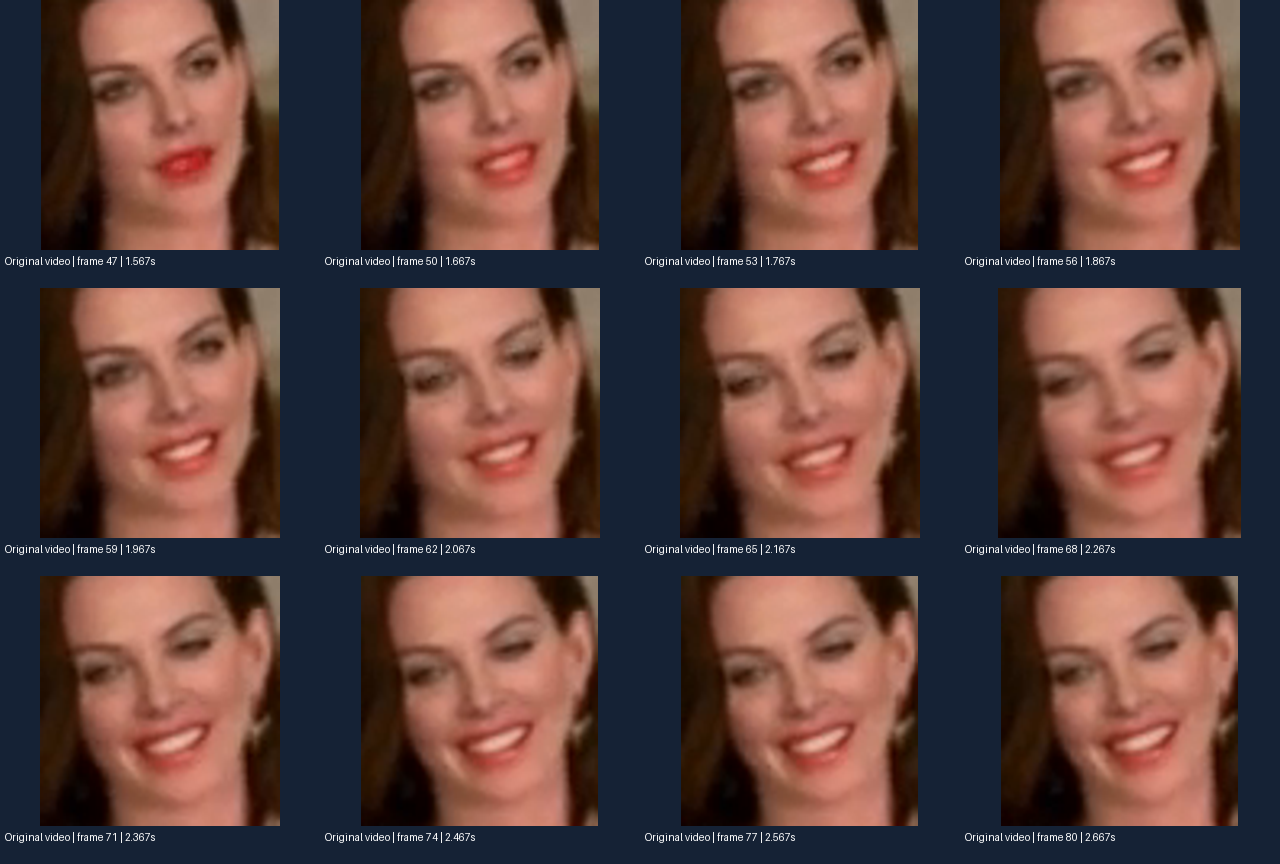 Original video | frame 47 | 1.567s
Original video | frame 50 | 1.667s
Original video | frame 53 | 1.767s
Original video | frame 56 | 1.867s
Original video | frame 59 | 1.967s
Original video | frame 62 | 2.067s
Original video | frame 65 | 2.167s
Original video | frame 68 | 2.267s
Original video | frame 71 | 2.367s
Original video | frame 74 | 2.467s
Original video | frame 77 | 2.567s
Original video | frame 80 | 2.667s